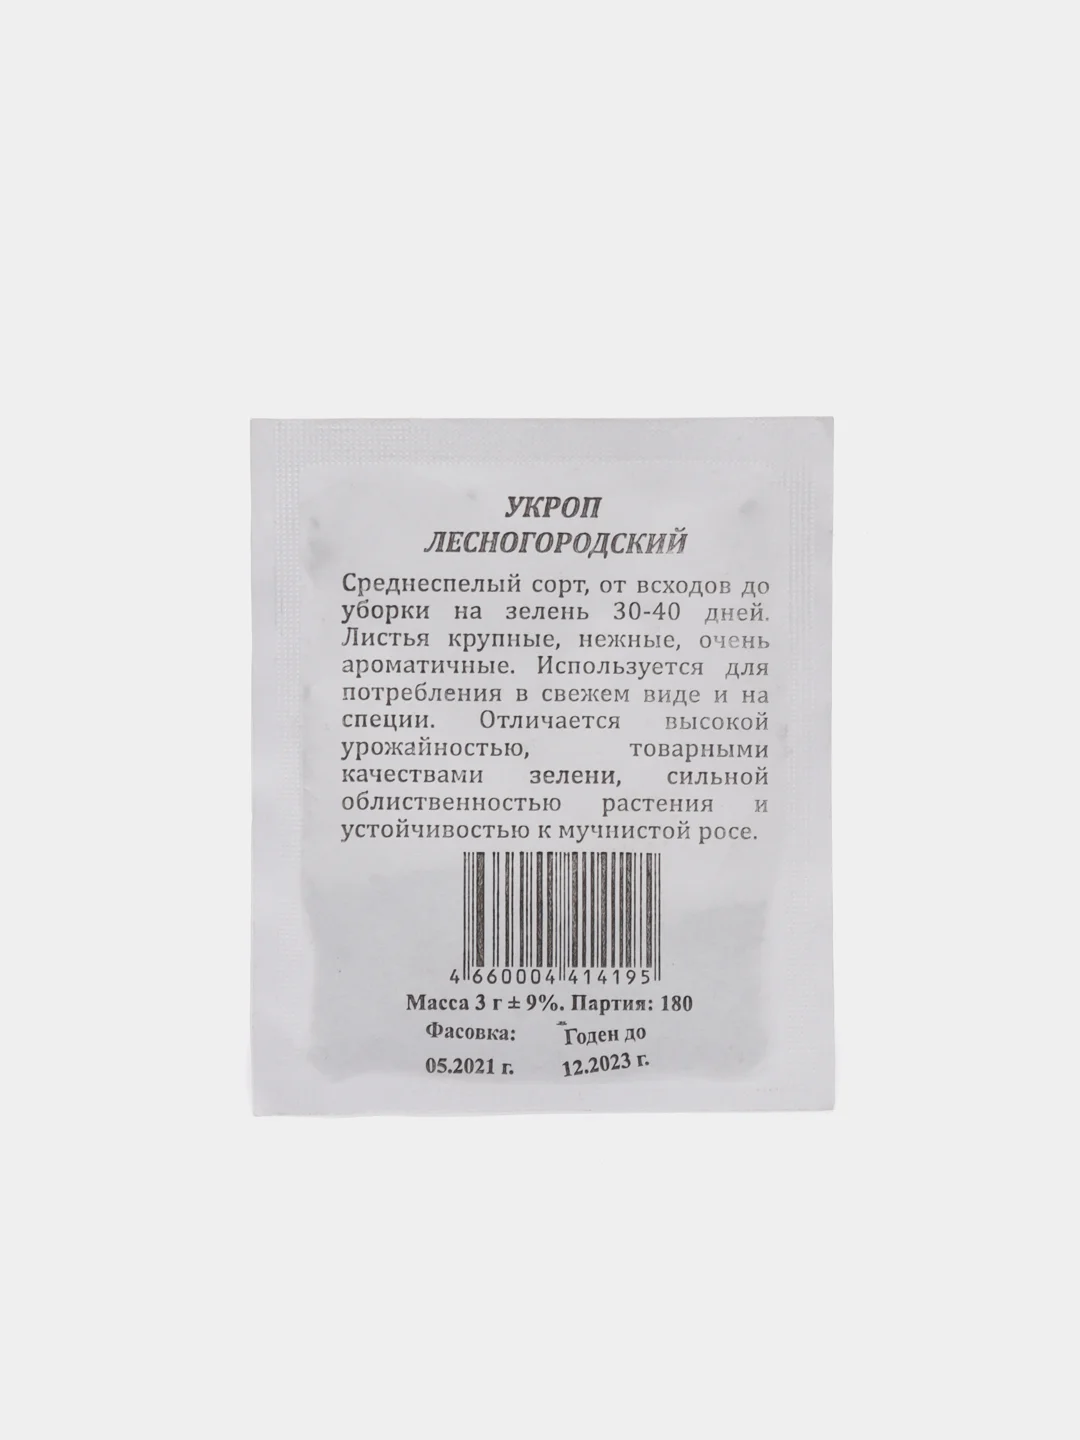 УКРОП
ЛЕСНОГОРОДСКИЙ
Среднеспелый сорт, от всходов до
уборки на зелень 30-40 дней.
Листья крупные, нежные, очень
ароматичные. Используется для
потребления в свежем виде и на
специи. Отличается высокой
урожайностью, товарными
качествами зелени, сильной
облиственностью растения и
устойчивостью к мучнистой росе.
4 660004 414195
Масса 3 г ± 9%. Партия: 180
Фасовка: Годен до
05.2021 г. 12.2023 г.